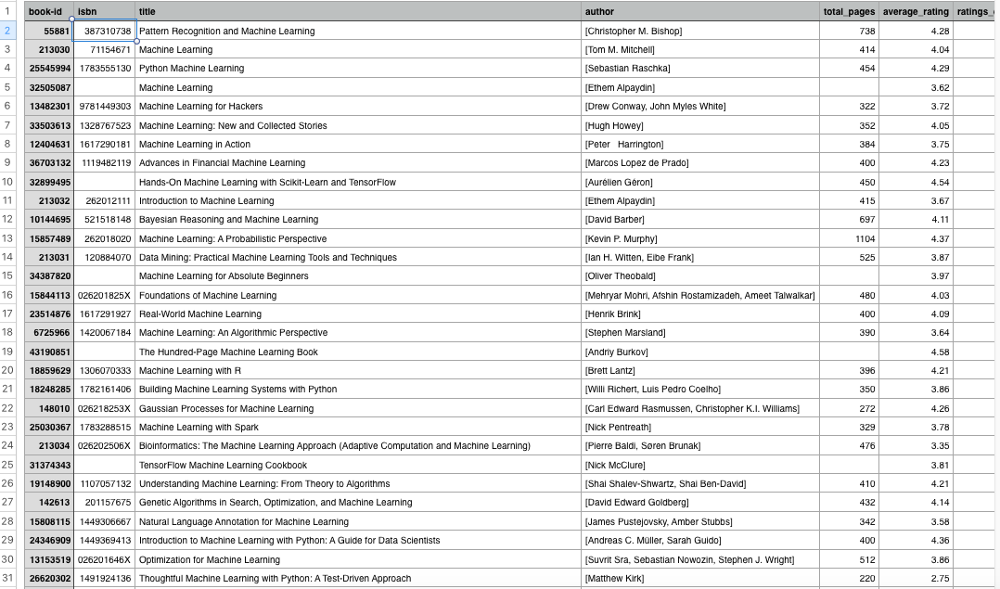 1 book-id isbn title author total_pages average_rating ratings_
2 55881 387310738 Pattern Recognition and Machine Learning [Christopher M. Bishop] 738 4.28
3 213030 71154671 Machine Learning [Tom M. Mitchell] 414 4.04
4 25545994 1783555130 Python Machine Learning [Sebastian Raschka] 454 4.29
5 32505087 Machine Learning [Ethem Alpaydin] 3.62
6 13482301 9781449303 Machine Learning for Hackers [Drew Conway, John Myles White] 322 3.72
7 33503613 1328767523 Machine Learning: New and Collected Stories [Hugh Howey] 352 4.05
8 12404631 1617290181 Machine Learning in Action [Peter   Harrington] 384 3.75
9 36703132 1119482119 Advances in Financial Machine Learning [Marcos Lopez de Prado] 400 4.23
10 32899495 Hands-On Machine Learning with Scikit-Learn and TensorFlow [Aurélien Géron] 450 4.54
11 213032 262012111 Introduction to Machine Learning [Ethem Alpaydin] 415 3.67
12 10144695 521518148 Bayesian Reasoning and Machine Learning [David Barber] 697 4.11
13 15857489 262018020 Machine Learning: A Probabilistic Perspective [Kevin P. Murphy] 1104 4.37
14 213031 120884070 Data Mining: Practical Machine Learning Tools and Techniques [Ian H. Witten, Eibe Frank] 525 3.87
15 34387820 Machine Learning for Absolute Beginners [Oliver Theobald] 3.97
16 15844113 026201825X Foundations of Machine Learning [Mehryar Mohri, Afshin Rostamizadeh, Ameet Talwalkar] 480 4.03
17 23514876 1617291927 Real-World Machine Learning [Henrik Brink] 400 4.09
18 6725966 1420067184 Machine Learning: An Algorithmic Perspective [Stephen Marsland] 390 3.64
19 43190851 The Hundred-Page Machine Learning Book [Andriy Burkov] 4.58
20 18859629 1306070333 Machine Learning with R [Brett Lantz] 396 4.21
21 18248285 1782161406 Building Machine Learning Systems with Python [Willi Richert, Luis Pedro Coelho] 350 3.86
22 148010 026218253X Gaussian Processes for Machine Learning [Carl Edward Rasmussen, Christopher K.I. Williams] 272 4.26
23 25030367 1783288515 Machine Learning with Spark [Nick Pentreath] 329 3.78
24 213034 026202506X Bioinformatics: The Machine Learning Approach (Adaptive Computation and Machine Learning) [Pierre Baldi, Søren Brunak] 476 3.35
25 31374343 TensorFlow Machine Learning Cookbook [Nick McClure] 3.81
26 19148900 1107057132 Understanding Machine Learning: From Theory to Algorithms [Shai Shalev-Shwartz, Shai Ben-David] 410 4.21
27 142613 201157675 Genetic Algorithms in Search, Optimization, and Machine Learning [David Edward Goldberg] 432 4.14
28 15808115 1449306667 Natural Language Annotation for Machine Learning [James Pustejovsky, Amber Stubbs] 342 3.58
29 24346909 1449369413 Introduction to Machine Learning with Python: A Guide for Data Scientists [Andreas C. Müller, Sarah Guido] 400 4.36
30 13153519 026201646X Optimization for Machine Learning [Suvrit Sra, Sebastian Nowozin, Stephen J. Wright] 512 3.86
31 26620302 1491924136 Thoughtful Machine Learning with Python: A Test-Driven Approach [Matthew Kirk] 220 2.75